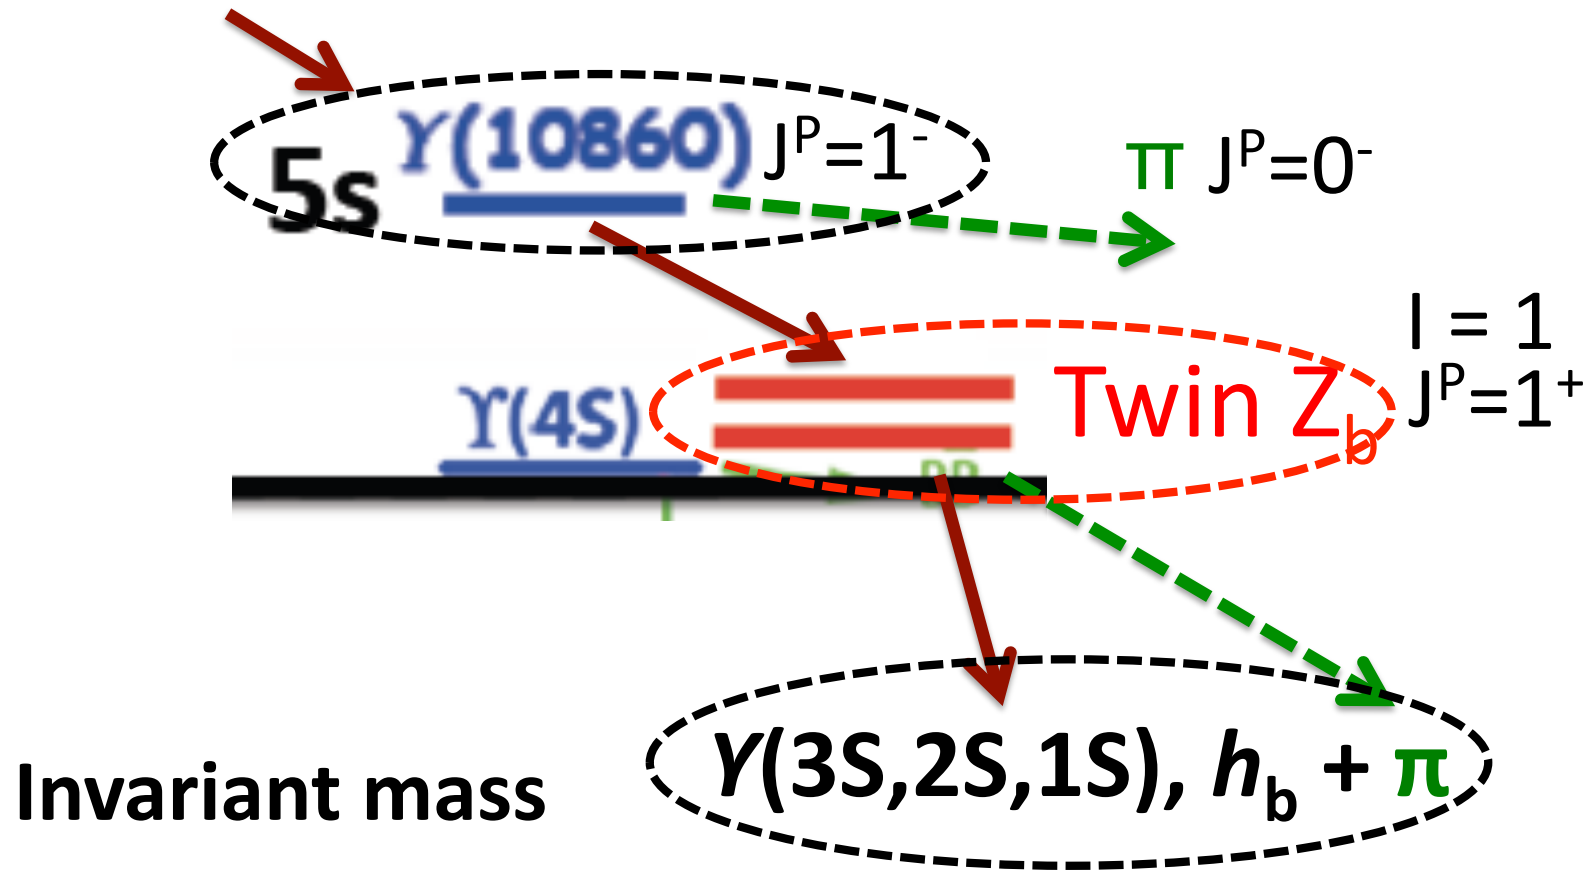 ϒ(10860) J^P=1^-
5s
π J^P=0^-
I = 1
Twin Z_b J^P=1^+
ϒ(4S)
ϒ(3S,2S,1S), h_b + π
Invariant mass